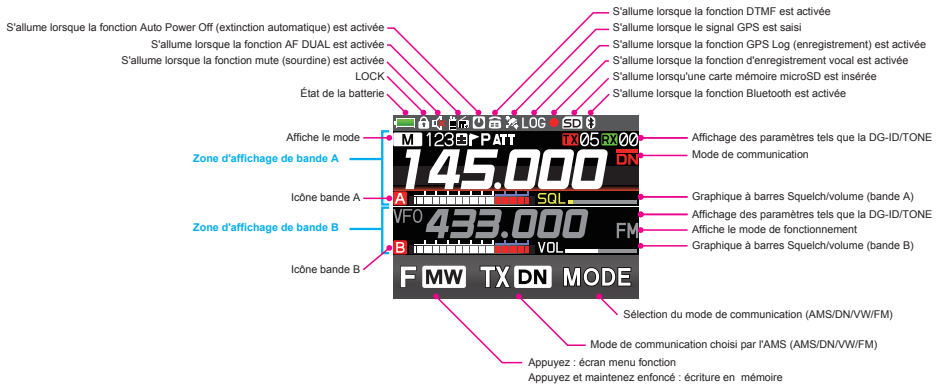 S'allume lorsque la fonction Auto Power Off (extinction automatique) est activée
S'allume lorsque la fonction AF DUAL est activée
S'allume lorsque la fonction mute (sourdine) est activée
LOCK
État de la batterie
S'allume lorsque la fonction DTMF est activée
S'allume lorsque le signal GPS est saisi
S'allume lorsque la fonction GPS Log (enregistrement) est activée
S'allume lorsque la fonction d'enregistrement vocal est activée
S'allume lorsqu'une carte mémoire microSD est insérée
S'allume lorsque la fonction Bluetooth est activée
Affiche le mode
Zone d'affichage de bande A
Icône bande A
Zone d'affichage de bande B
Icône bande B
LOG SD
M 123 P ATT TX05 RX00
145.000 DN
A SQL
VFO 433.000 FM
B VOL
F MW TX DN MODE
Affichage des paramètres tels que la DG-ID/TONE
Mode de communication
Graphique à barres Squelch/volume (bande A)
Affichage des paramètres tels que la DG-ID/TONE
Affiche le mode de fonctionnement
Graphique à barres Squelch/volume (bande B)
Sélection du mode de communication (AMS/DN/VW/FM)
Mode de communication choisi par l'AMS (AMS/DN/VW/FM)
Appuyez : écran menu fonction
Appuyez et maintenez enfoncé : écriture en mémoire